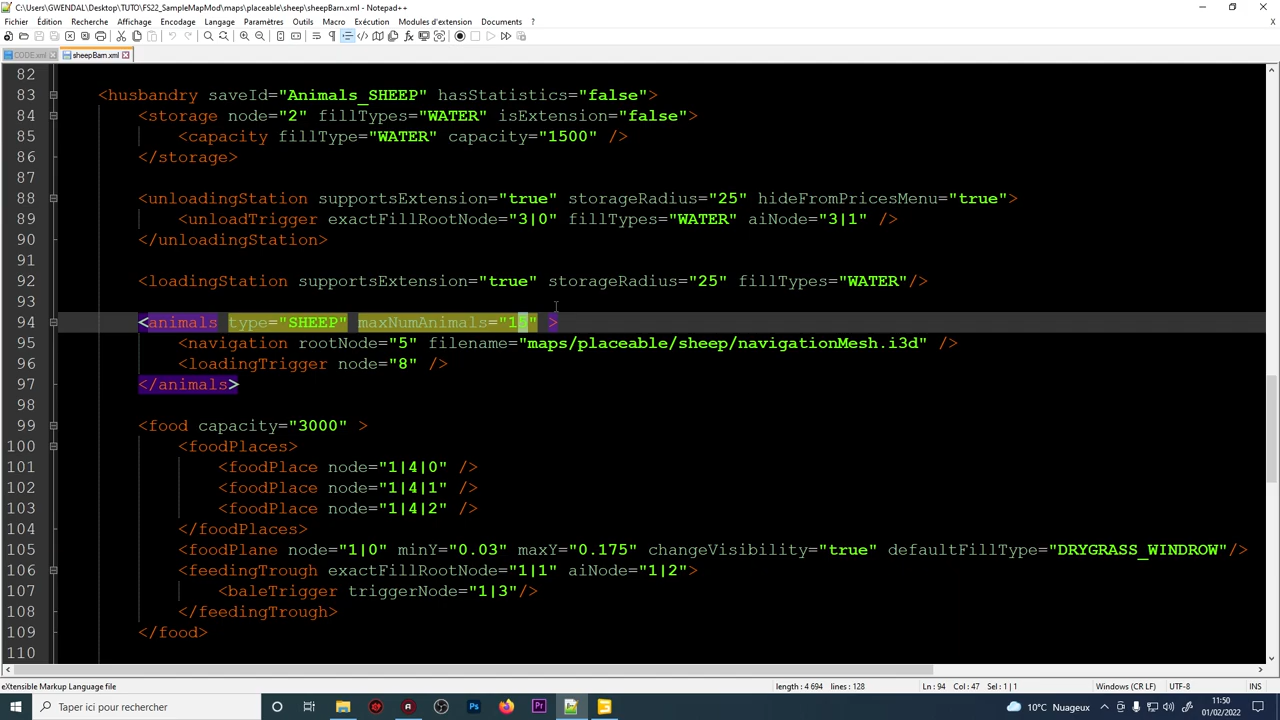 C:\Users\GWENDAL\Desktop\TUTO\FS22_SampleMapMod\maps\placeable\sheep\sheepBarn.xml - Notepad++
Fichier Édition Recherche Affichage Encodage Langage Paramètres Outils Macro Exécution Modules d'extension Documents ? X
CODE.xml sheepBarn.xml
82
83 <husbandry saveId="Animals_SHEEP" hasStatistics="false">
84 <storage node="2" fillTypes="WATER" isExtension="false">
85 <capacity fillType="WATER" capacity="1500" />
86 </storage>
87
88 <unloadingStation supportsExtension="true" storageRadius="25" hideFromPricesMenu="true">
89 <unloadTrigger exactFillRootNode="3|0" fillTypes="WATER" aiNode="3|1" />
90 </unloadingStation>
91
92 <loadingStation supportsExtension="true" storageRadius="25" fillTypes="WATER"/>
93
94 <animals type="SHEEP" maxNumAnimals="15" >
95 <navigation rootNode="5" filename="maps/placeable/sheep/navigationMesh.i3d" />
96 <loadingTrigger node="8" />
97 </animals>
98
99 <food capacity="3000" >
100 <foodPlaces>
101 <foodPlace node="1|4|0" />
102 <foodPlace node="1|4|1" />
103 <foodPlace node="1|4|2" />
104 </foodPlaces>
105 <foodPlane node="1|0" minY="0.03" maxY="0.175" changeVisibility="true" defaultFillType="DRYGRASS_WINDROW"/>
106 <feedingTrough exactFillRootNode="1|1" aiNode="1|2">
107 <baleTrigger triggerNode="1|3"/>
108 </feedingTrough>
109 </food>
110
eXtensible Markup Language file length : 4 694 lines : 128 Ln : 94 Col : 47 Sel : 1 | 1 Windows (CR LF) UTF-8 INS
Taper ici pour rechercher 10°C Nuageux 11:50
01/02/2022